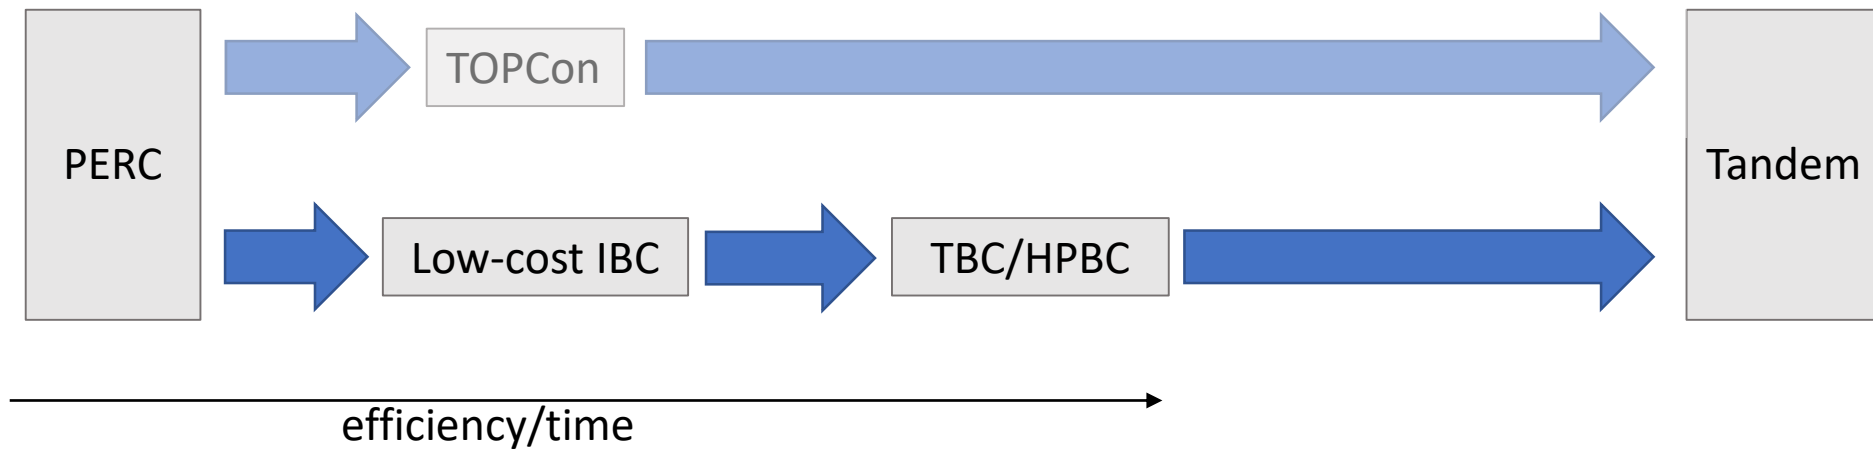 TOPCon
PERC
Tandem
Low-cost IBC
TBC/HPBC
efficiency/time